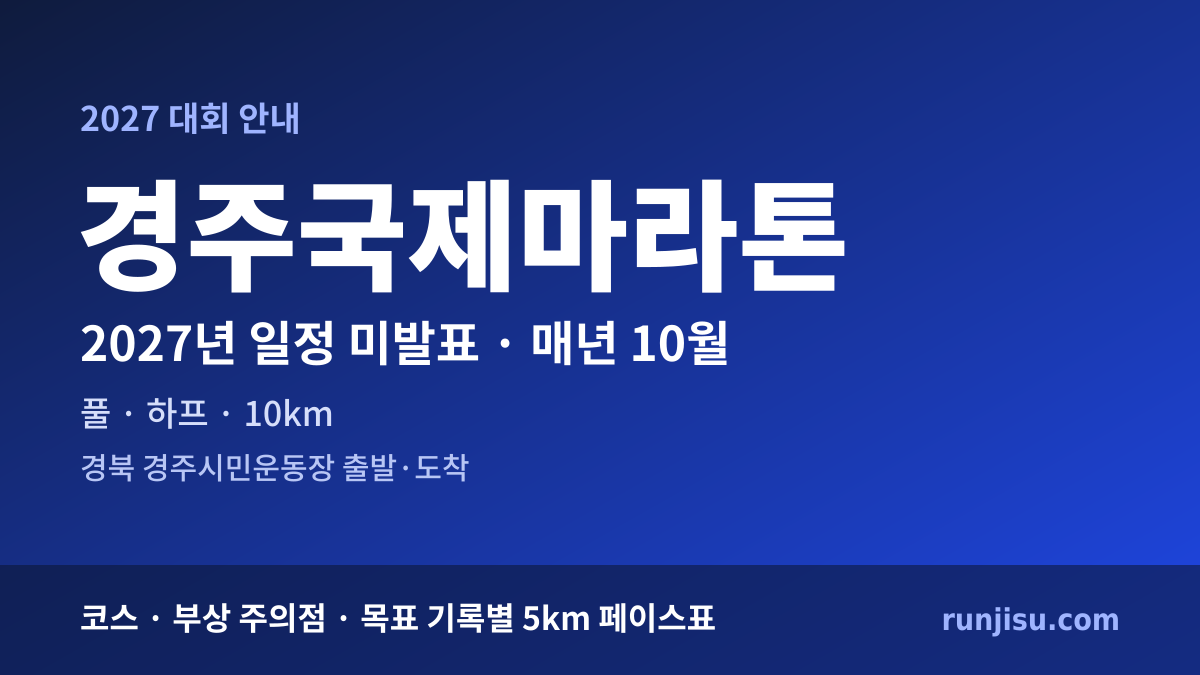 2027 대회 안내
경주국제마라톤
2027년 일정 미발표 · 매년 10월
풀 · 하프 · 10km
경북 경주시민운동장 출발·도착
코스 · 부상 주의점 · 목표 기록별 5km 페이스표
runjisu.com